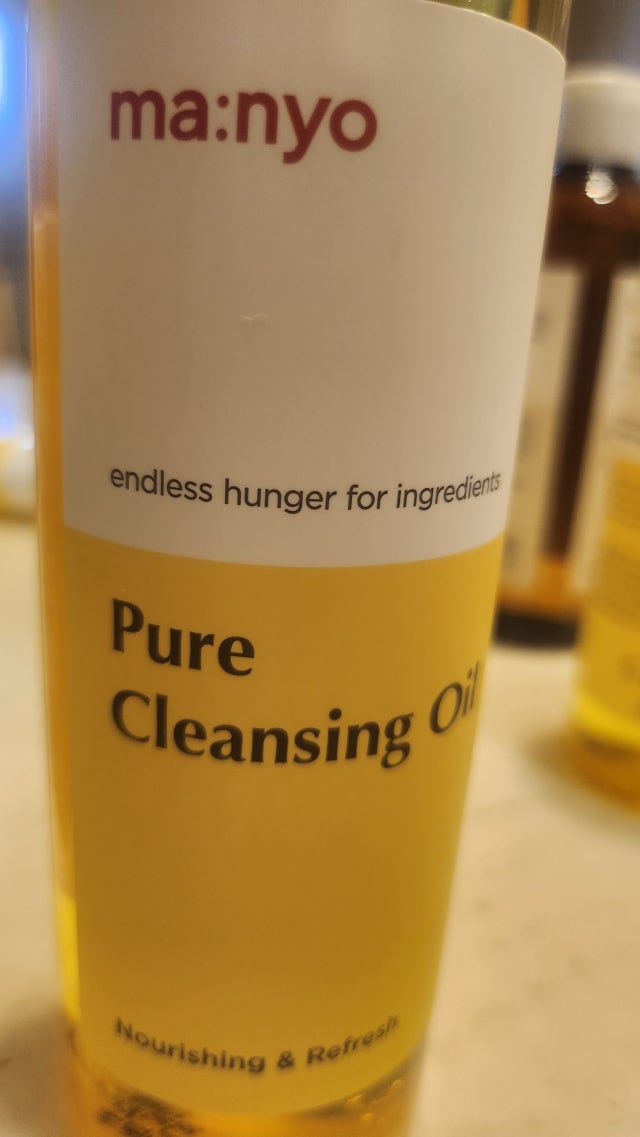 ma:nyo
endless hunger for ingredients
Pure
Cleansing Oil
Nourishing & Refresh